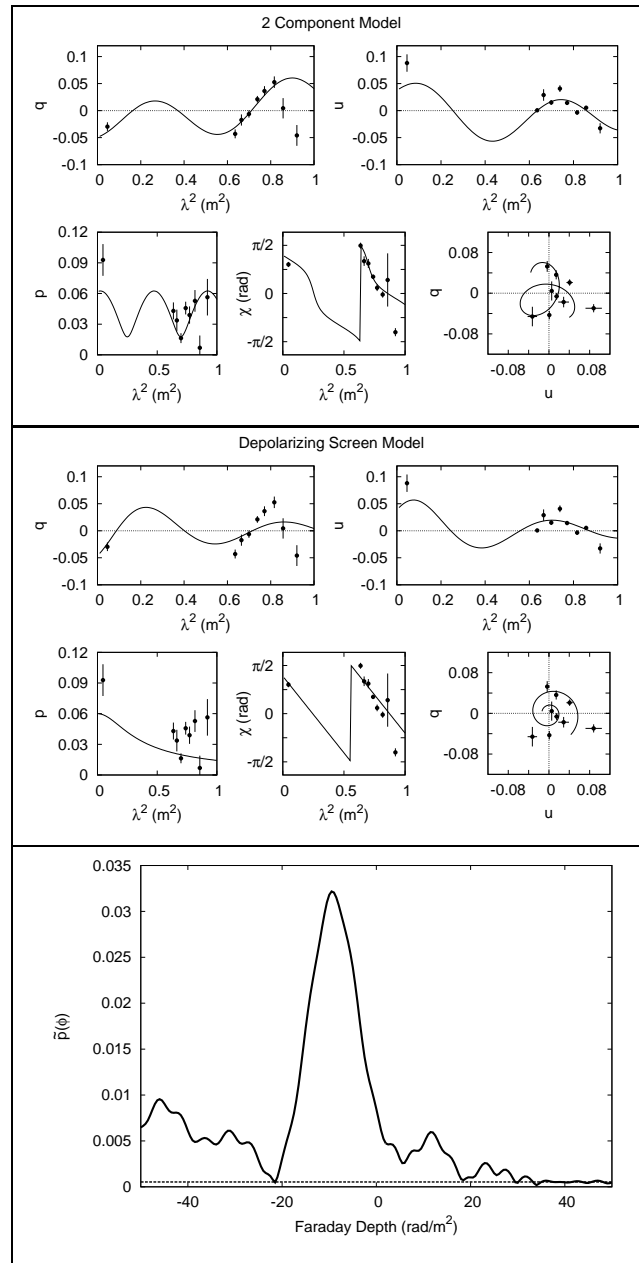 2 Component Model
q
0.1
0.05
0
-0.05
-0.1
0 0.2 0.4 0.6 0.8 1
λ² (m²)
u
0.1
0.05
0
-0.05
-0.1
0 0.2 0.4 0.6 0.8 1
λ² (m²)
p
0.12
0.09
0.06
0.03
0
0 0.5 1
λ² (m²)
χ (rad)
π/2
0
-π/2
0 0.5 1
λ² (m²)
q
0.08
0
-0.08
-0.08 0 0.08
u
Depolarizing Screen Model
q
0.1
0.05
0
-0.05
-0.1
0 0.2 0.4 0.6 0.8 1
λ² (m²)
u
0.1
0.05
0
-0.05
-0.1
0 0.2 0.4 0.6 0.8 1
λ² (m²)
p
0.12
0.09
0.06
0.03
0
0 0.5 1
λ² (m²)
χ (rad)
π/2
0
-π/2
0 0.5 1
λ² (m²)
q
0.08
0
-0.08
-0.08 0 0.08
u
p̃(ϕ)
0.035
0.03
0.025
0.02
0.015
0.01
0.005
0
-40 -20 0 20 40
Faraday Depth (rad/m²)